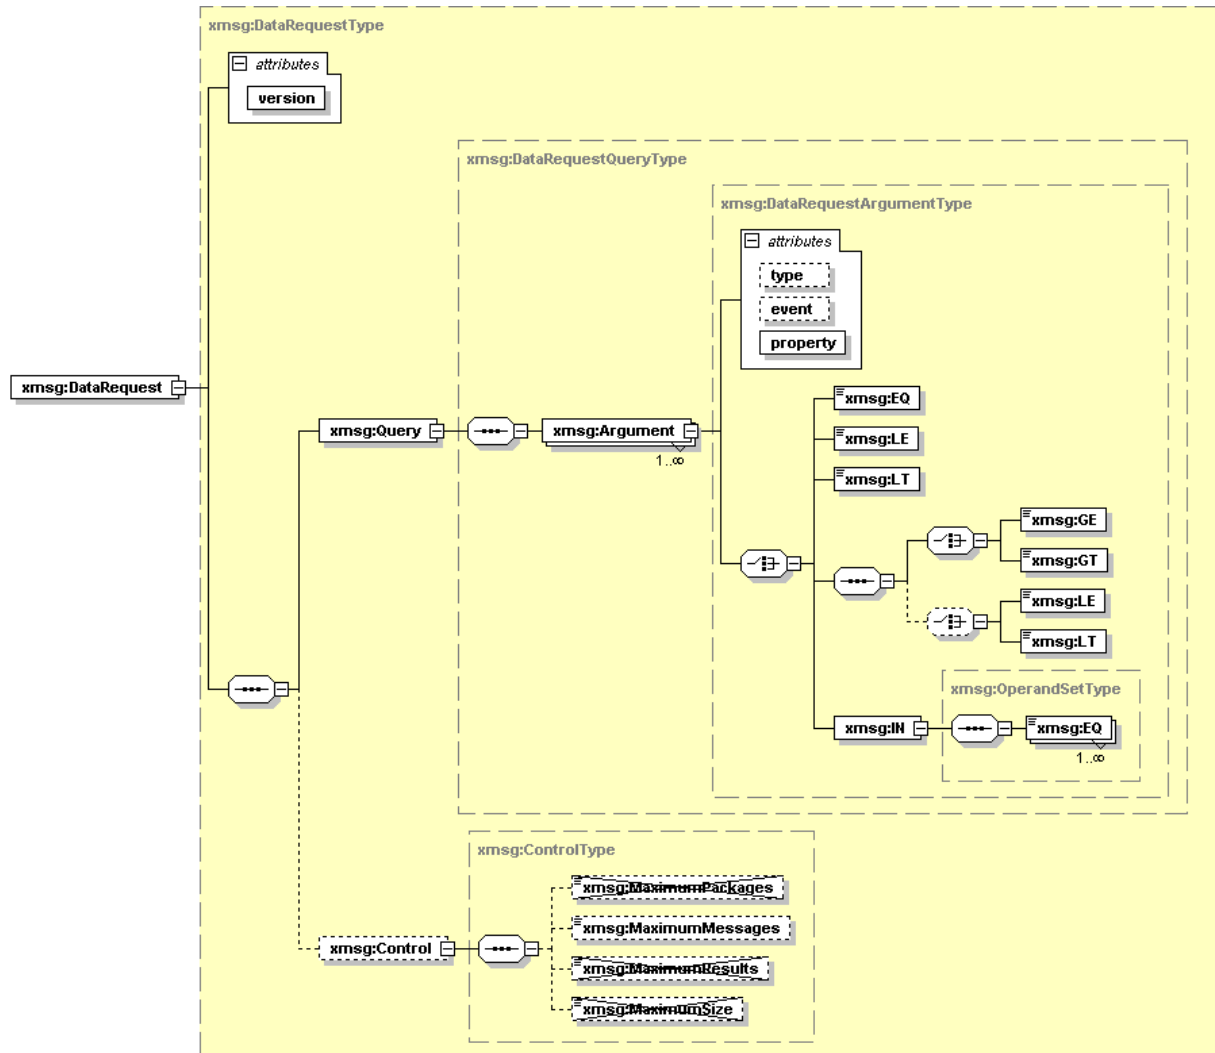 xmsg:DataRequestType
attributes
version
xmsg:DataRequestQueryType
xmsg:DataRequestArgumentType
attributes
type
event
property
xmsg:DataRequest
xmsg:Query
xmsg:Argument
1..∞
xmsg:EQ
xmsg:LE
xmsg:LT
xmsg:GE
xmsg:GT
xmsg:LE
xmsg:LT
xmsg:OperandSetType
xmsg:IN
xmsg:EQ
1..∞
xmsg:ControlType
xmsg:MaximumPackages
xmsg:MaximumMessages
xmsg:Control
xmsg:MaximumResults
xmsg:MaximumSize